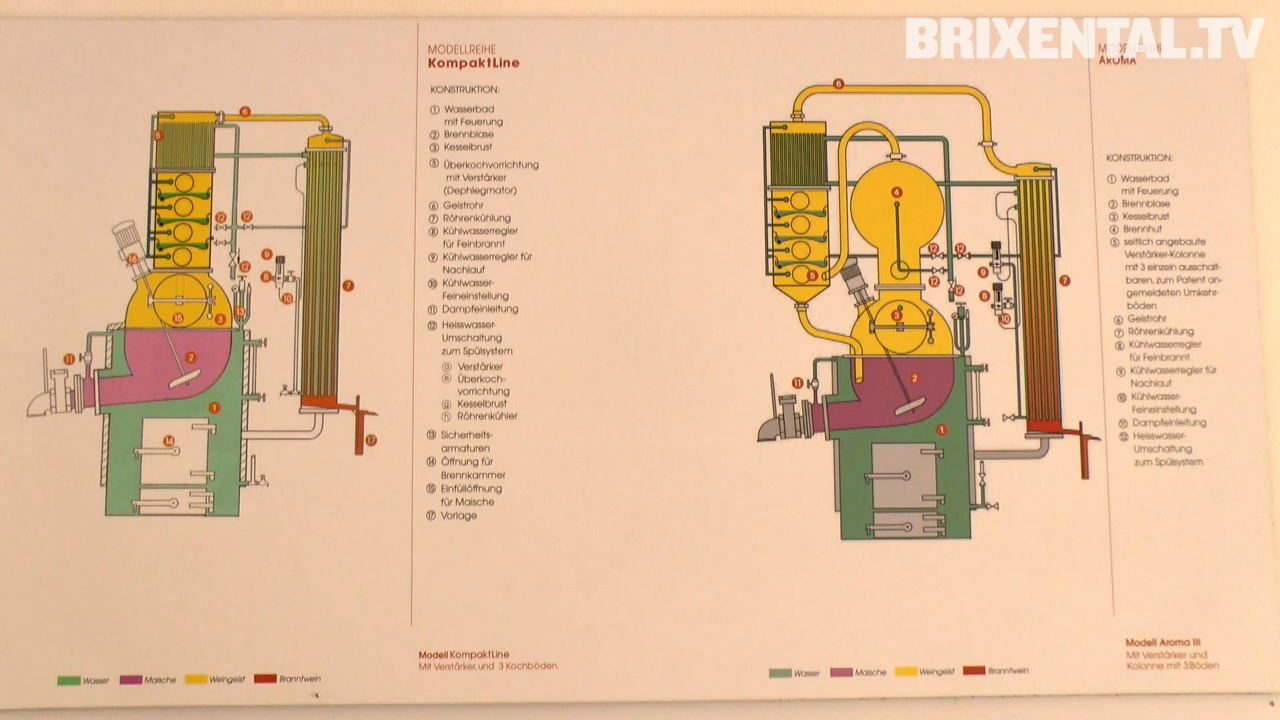 BRIXENTAL.TV
MODELLREIHE
KompaktLine
KONSTRUKTION:
① Wasserbad
mit Feuerung
② Brennblase
③ Kesselbrust
⑤ Überkochvorrichtung
mit Verstärker
(Dephlegmator)
⑥ Geistrohr
⑦ Röhrenkühlung
⑧ Kühlwasserregler
für Feinbrannt
⑨ Kühlwasserregler für
Nachlauf
⑩ Kühlwasser-
Feineinstellung
⑪ Dampfeinleitung
⑫ Heisswasser-
Umschaltung
zum Spülsystem
ⓐ Verstärker
ⓔ Überkoch-
vorrichtung
ⓖ Kesselbrust
ⓗ Röhrenkühler
⑬ Sicherheits-
armaturen
⑭ Öffnung für
Brennkammer
⑮ Einfüllöffnung
für Maische
⑰ Vorlage
Modell KompaktLine
Mit Verstärker und 3 Kochböden.
Wasser Maische Weingeist Branntwein
MODELLREIHE
AROMA
KONSTRUKTION:
① Wasserbad
mit Feuerung
② Brennblase
③ Kesselbrust
④ Brennhut
⑤ seitlich angebaute
Verstärker-Kolonne
mit 3 einzeln ausschalt-
baren, zum Patent an-
gemeldeten Umkehr-
böden
⑥ Geistrohr
⑦ Röhrenkühlung
⑧ Kühlwasserregler
für Feinbrannt
⑨ Kühlwasserregler für
Nachlauf
⑩ Kühlwasser-
Feineinstellung
⑪ Dampfeinleitung
⑫ Heisswasser-
Umschaltung
zum Spülsystem
Modell Aroma III
Mit Verstärker und
Kolonne mit 3 Böden.
Wasser Maische Weingeist Branntwein